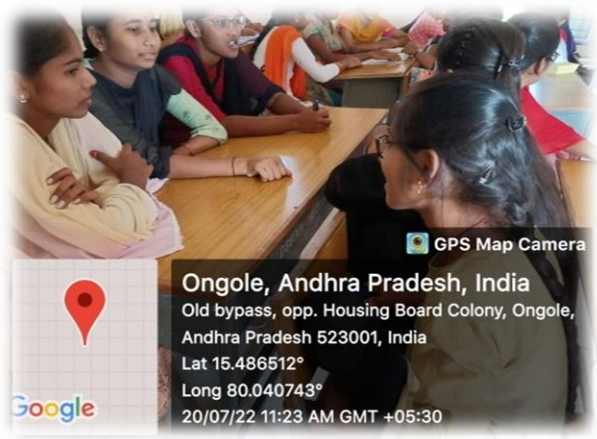 GPS Map Camera
Ongole, Andhra Pradesh, India
Old bypass, opp. Housing Board Colony, Ongole,
Andhra Pradesh 523001, India
Lat 15.486512°
Long 80.040743°
20/07/22 11:23 AM GMT +05:30
Google